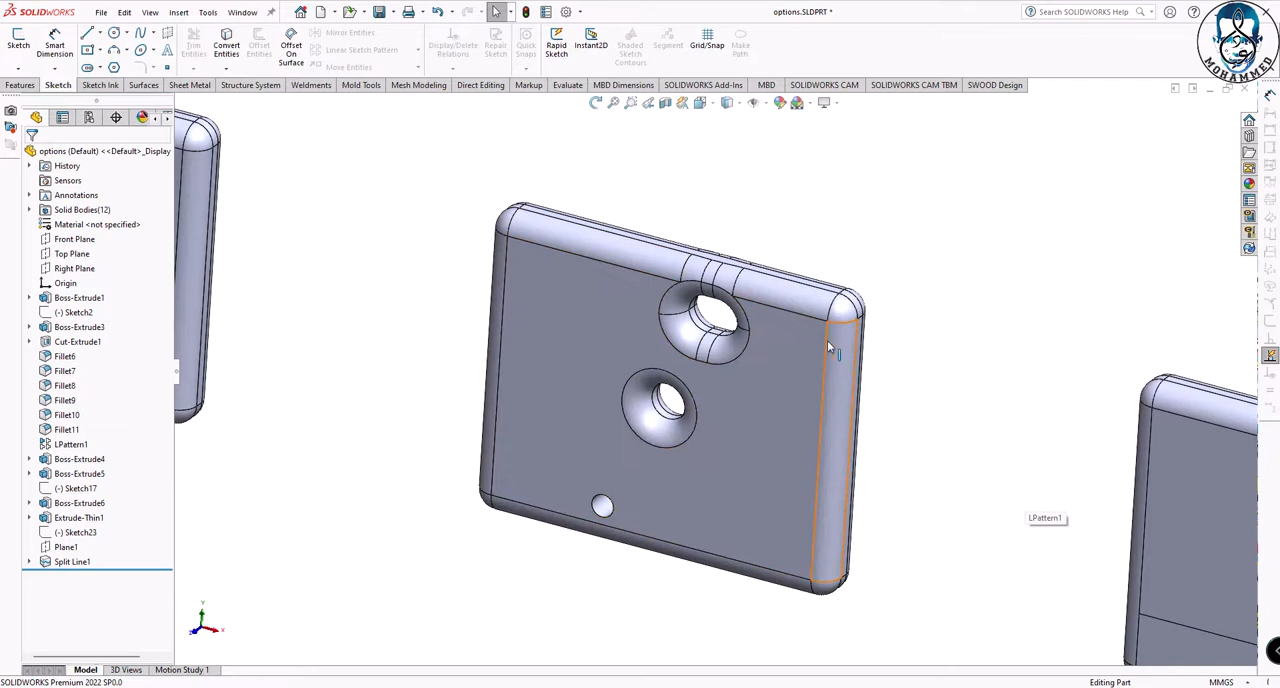 SOLIDWORKS
File Edit View Insert Tools Window
options.SLDPRT *
Search SOLIDWORKS Help
Sketch
Smart Dimension
Trim Entities
Convert Entities
Offset Entities
Offset On Surface
Mirror Entities
Linear Sketch Pattern
Move Entities
Display/Delete Relations
Repair Sketch
Quick Snaps
Rapid Sketch
Instant2D
Shaded Sketch Contours
Segment
Grid/Snap
Make Path
MOHAMMED
Features Sketch Sketch Ink Surfaces Sheet Metal Structure System Weldments Mold Tools Mesh Modeling Direct Editing Markup Evaluate MBD Dimensions SOLIDWORKS Add-Ins MBD SOLIDWORKS CAM SOLIDWORKS CAM TBM SWOOD Design
options (Default) <<Default>_Display
History
Sensors
Annotations
Solid Bodies(12)
Material <not specified>
Front Plane
Top Plane
Right Plane
Origin
Boss-Extrude1
(-) Sketch2
Boss-Extrude3
Cut-Extrude1
Fillet6
Fillet7
Fillet8
Fillet9
Fillet10
Fillet11
LPattern1
Boss-Extrude4
Boss-Extrude5
(-) Sketch17
Boss-Extrude6
Extrude-Thin1
(-) Sketch23
Plane1
Split Line1
LPattern1
Y
X
Z
Model 3D Views Motion Study 1
SOLIDWORKS Premium 2022 SP0.0
Editing Part
MMGS